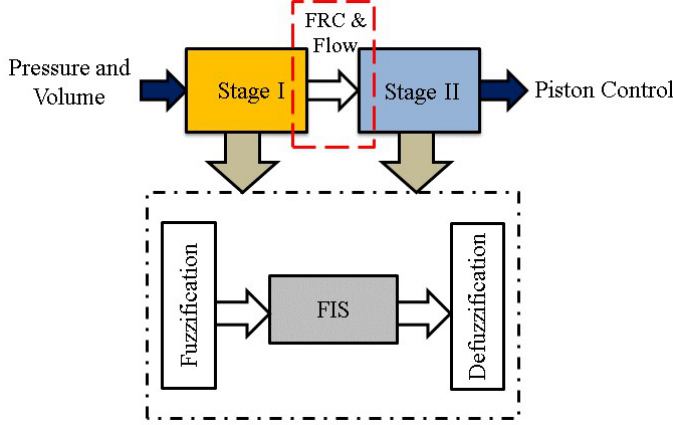 FRC &
Flow
Pressure and
Volume
Stage I
Stage II
Piston Control
Fuzzification
FIS
Defuzzification